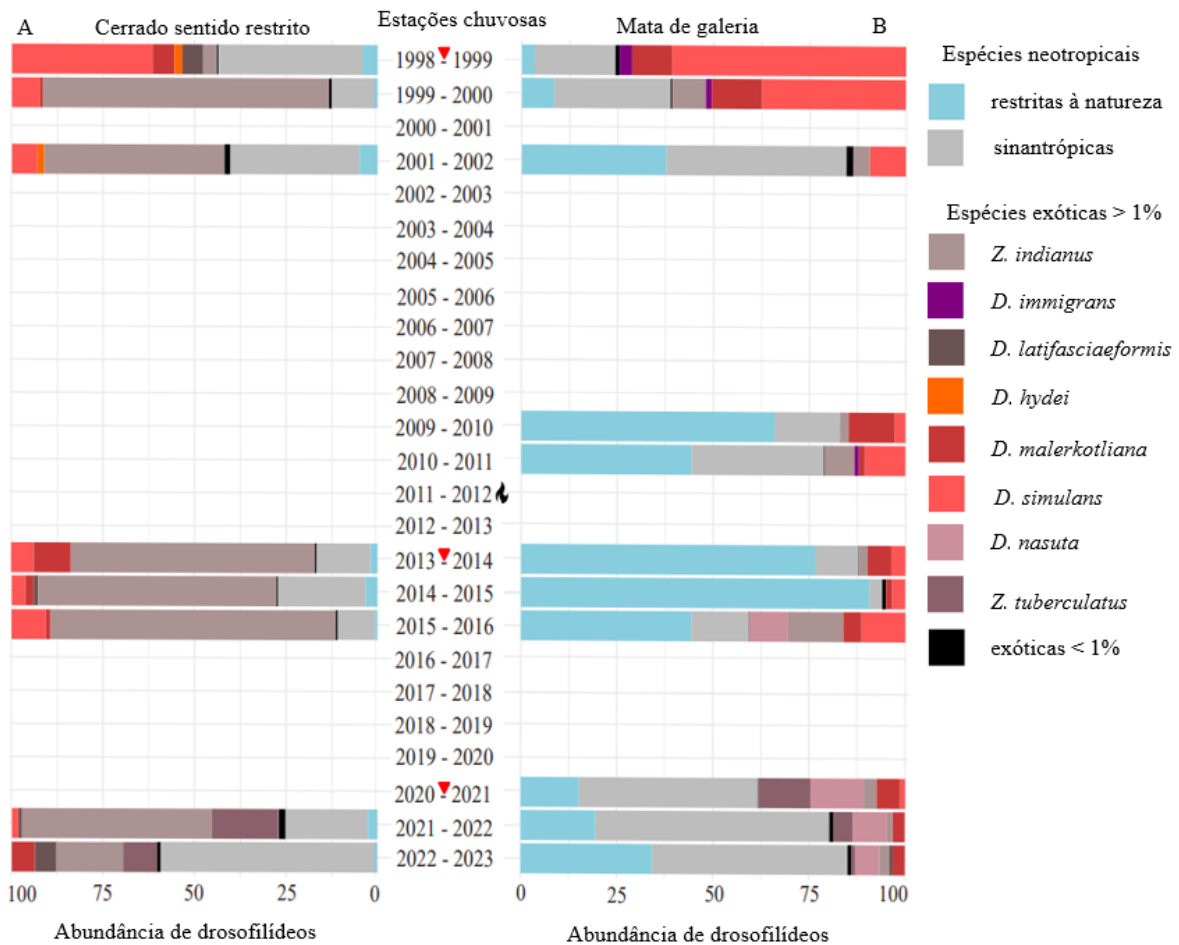 A
Cerrado sentido restrito
Estações chuvosas
Mata de galeria
B
1998 - 1999
1999 - 2000
2000 - 2001
2001 - 2002
2002 - 2003
2003 - 2004
2004 - 2005
2005 - 2006
2006 - 2007
2007 - 2008
2008 - 2009
2009 - 2010
2010 - 2011
2011 - 2012
2012 - 2013
2013 - 2014
2014 - 2015
2015 - 2016
2016 - 2017
2017 - 2018
2018 - 2019
2019 - 2020
2020 - 2021
2021 - 2022
2022 - 2023
100 75 50 25 0
0 25 50 75 100
Abundância de drosofilídeos
Abundância de drosofilídeos
Espécies neotropicais
restritas à natureza
sinantrópicas
Espécies exóticas > 1%
Z. indianus
D. immigrans
D. latifasciaeformis
D. hydei
D. malerkotliana
D. simulans
D. nasuta
Z. tuberculatus
exóticas < 1%